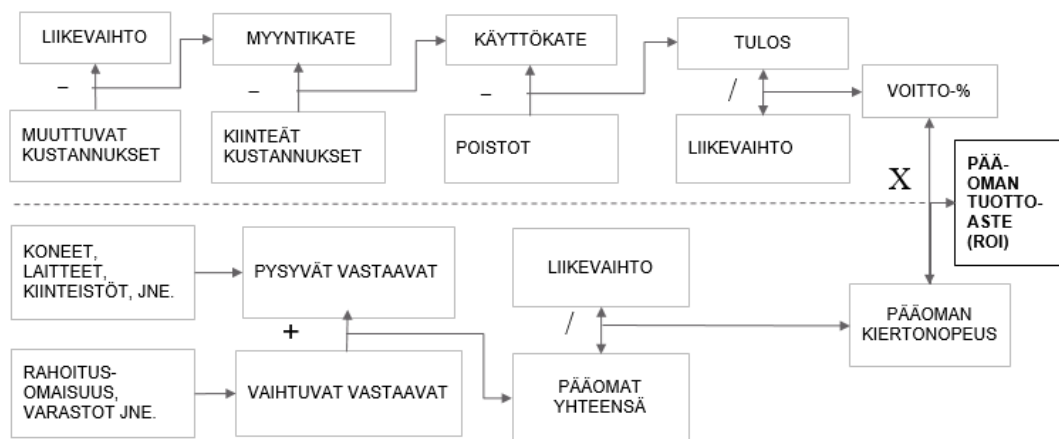 LIIKEVAIHTO
MYYNTIKATE
KÄYTTÖKATE
TULOS
–
–
–
/
VOITTO-%
MUUTTUVAT
KUSTANNUKSET
KIINTEÄT
KUSTANNUKSET
POISTOT
LIIKEVAIHTO
X
PÄÄ-
OMAN
TUOTTO-
ASTE
(ROI)
KONEET,
LAITTEET,
KIINTEISTÖT, JNE.
PYSYVÄT VASTAAVAT
LIIKEVAIHTO
+
/
PÄÄOMAN
KIERTONOPEUS
RAHOITUS-
OMAISUUS,
VARASTOT JNE.
VAIHTUVAT VASTAAVAT
PÄÄOMAT
YHTEENSÄ